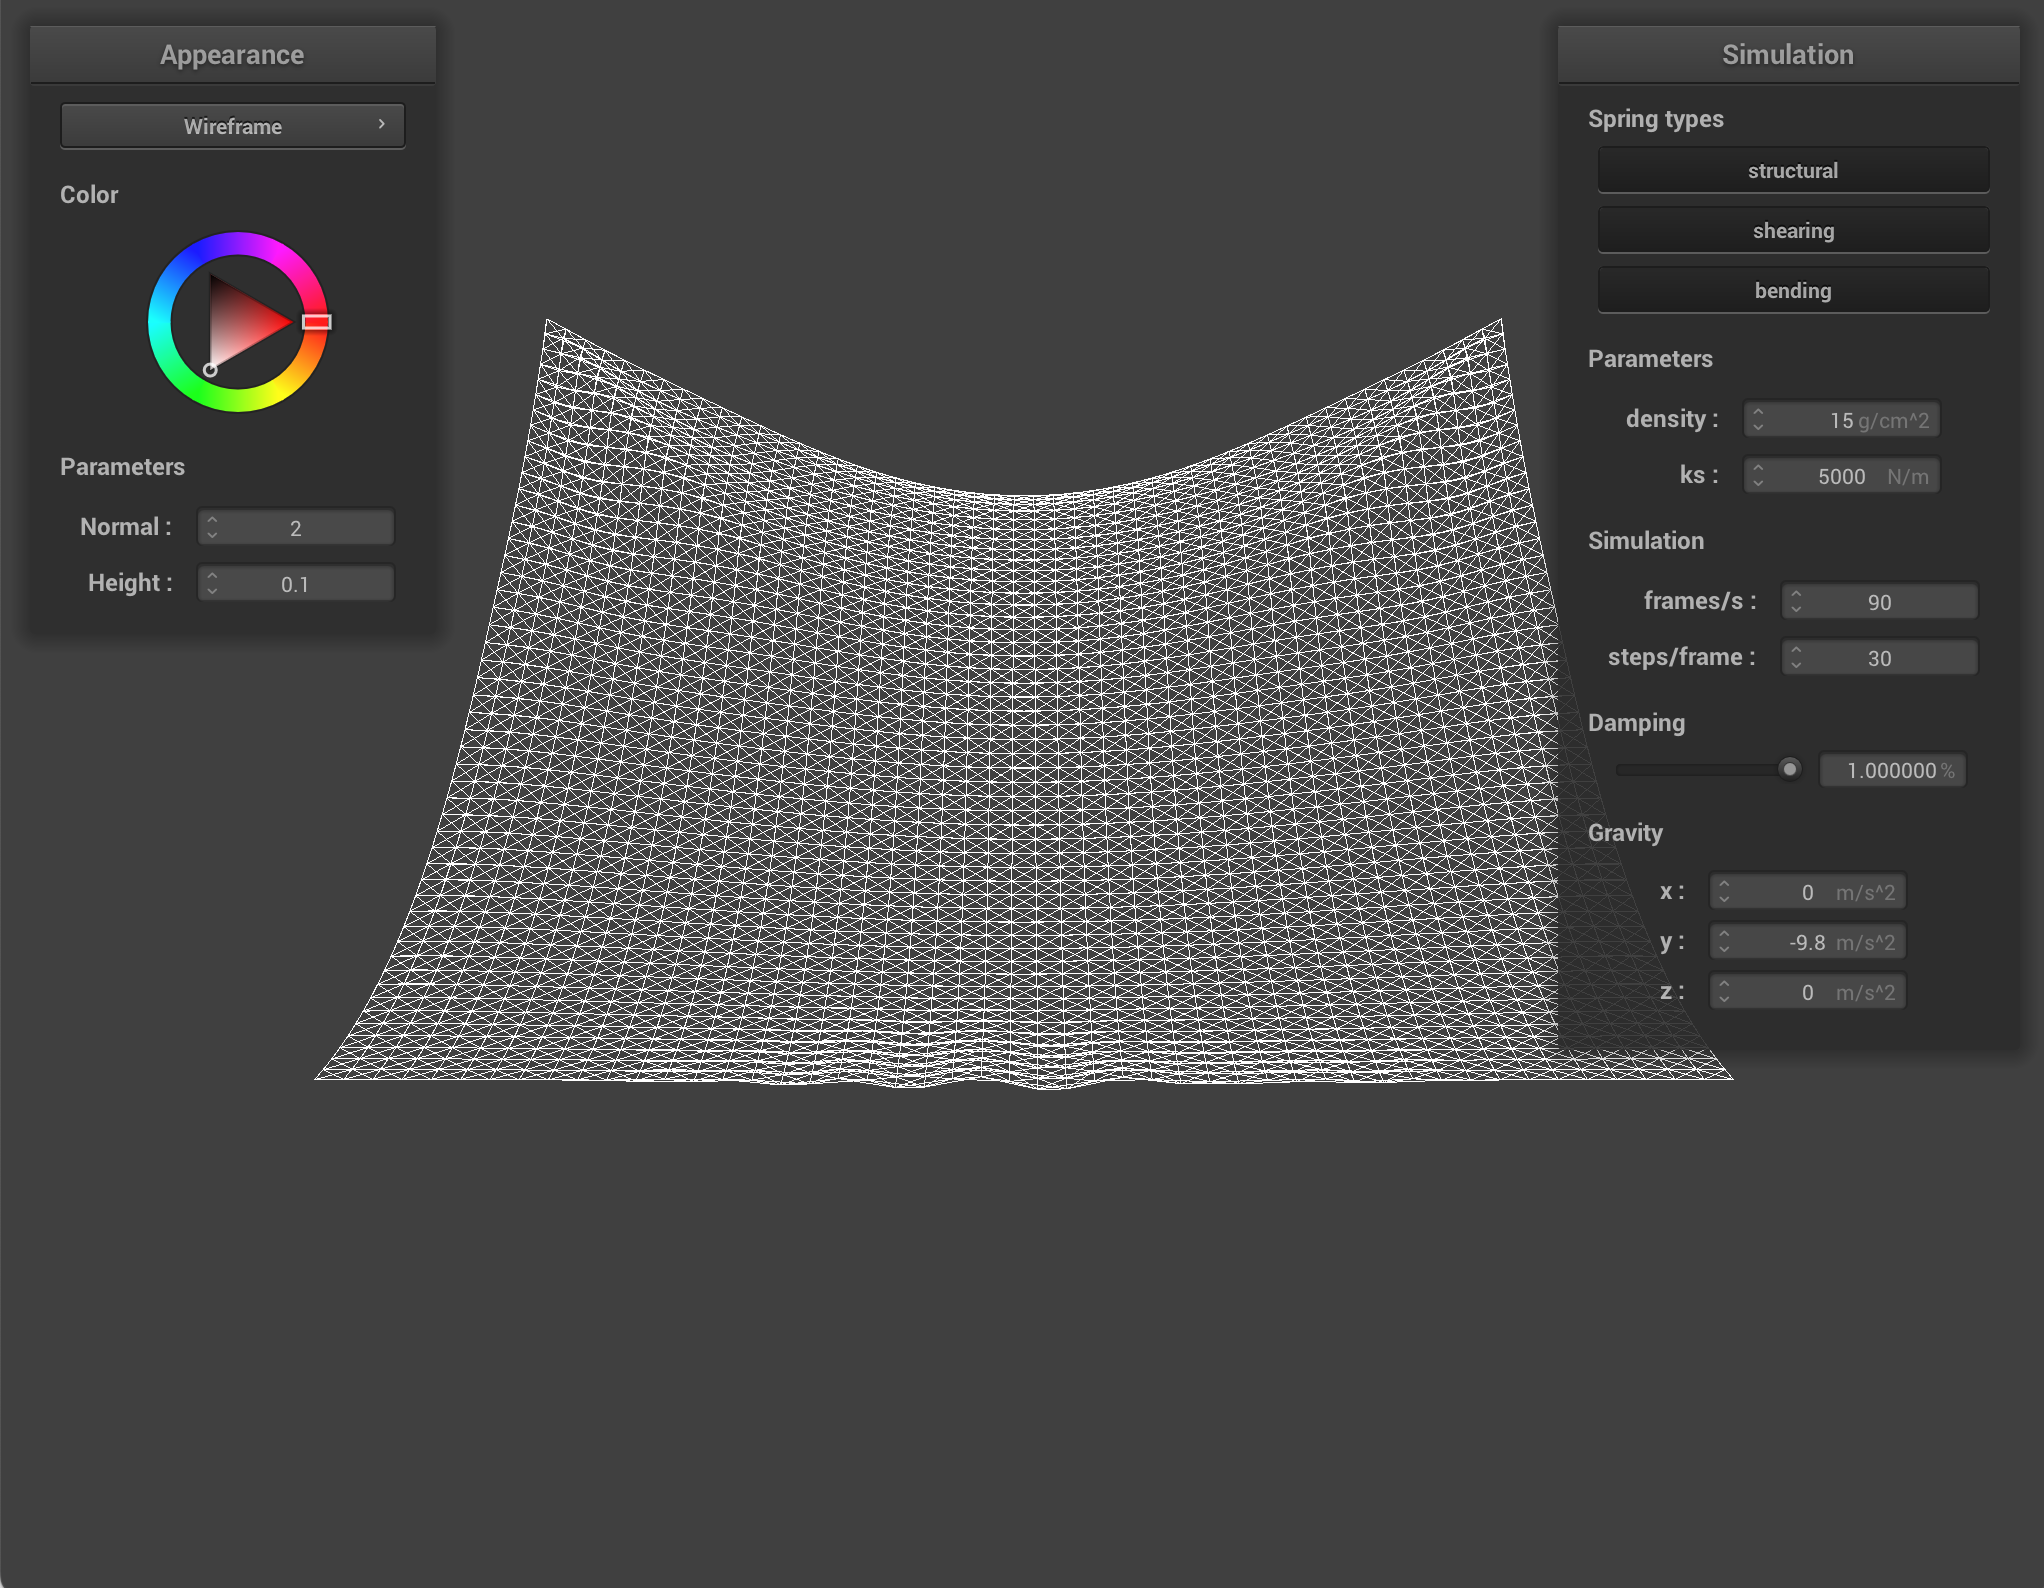 Appearance
Wireframe
Color
Parameters
Normal : 2
Height : 0.1
Simulation
Spring types
structural
shearing
bending
Parameters
density : 15 g/cm^2
ks : 5000 N/m
Simulation
frames/s : 90
steps/frame : 30
Damping
1.000000 %
Gravity
x : 0 m/s^2
y : -9.8 m/s^2
z : 0 m/s^2